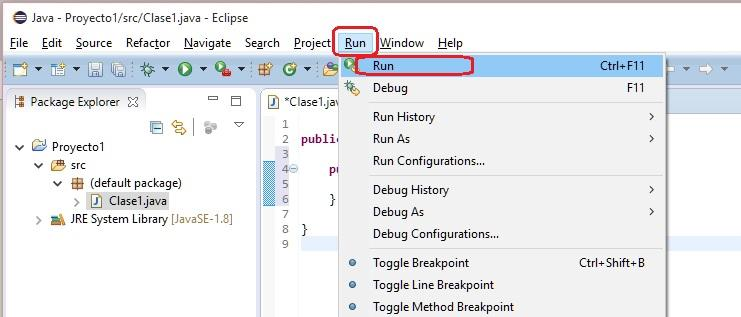 Java - Proyecto1/src/Clase1.java - Eclipse
File Edit Source Refactor Navigate Search Project Run Window Help
Run Ctrl+F11
Debug F11
Run History
Run As
Run Configurations...
Debug History
Debug As
Debug Configurations...
Toggle Breakpoint Ctrl+Shift+B
Toggle Line Breakpoint
Toggle Method Breakpoint
Package Explorer
Proyecto1
src
(default package)
Clase1.java
JRE System Library [JavaSE-1.8]
*Clase1.jav
1
2 public
3
4 pu
5
6 }
7
8 }
9